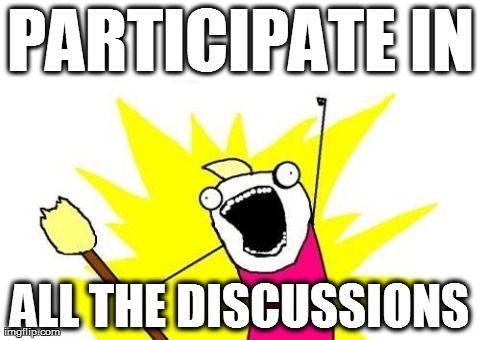 PARTICIPATE IN
ALL THE DISCUSSIONS
imgflip.com